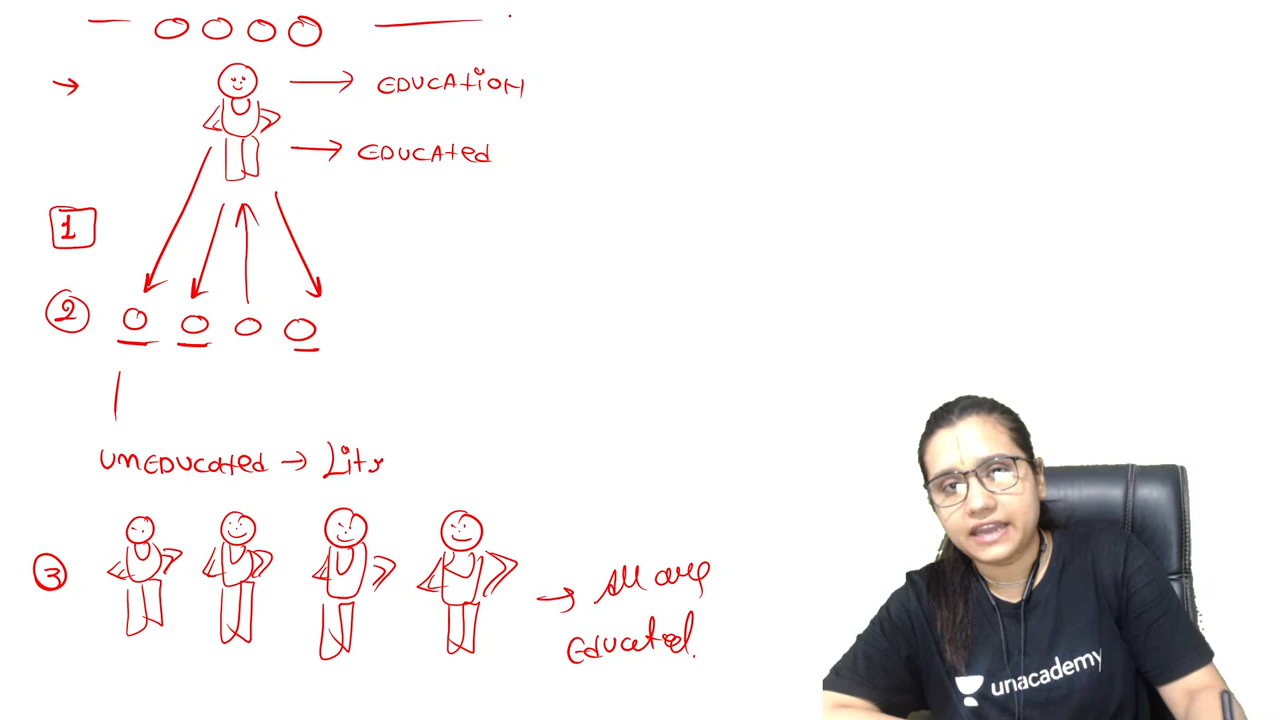 → EDUCATION
→ EDUCATED
1
2
UNEDUCATED → Lit
3
→ All are
Educated.
unacademy